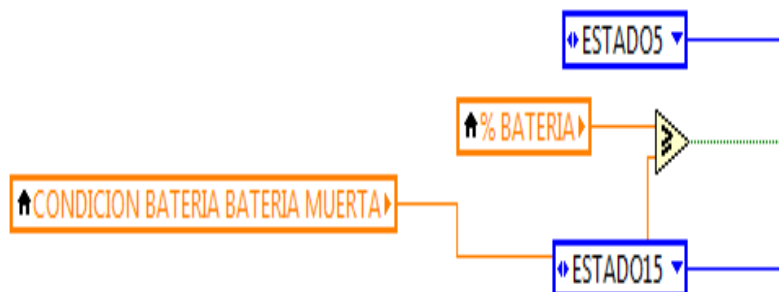 ESTADO5
% BATERIA
CONDICION BATERIA BATERIA MUERTA
ESTADO15